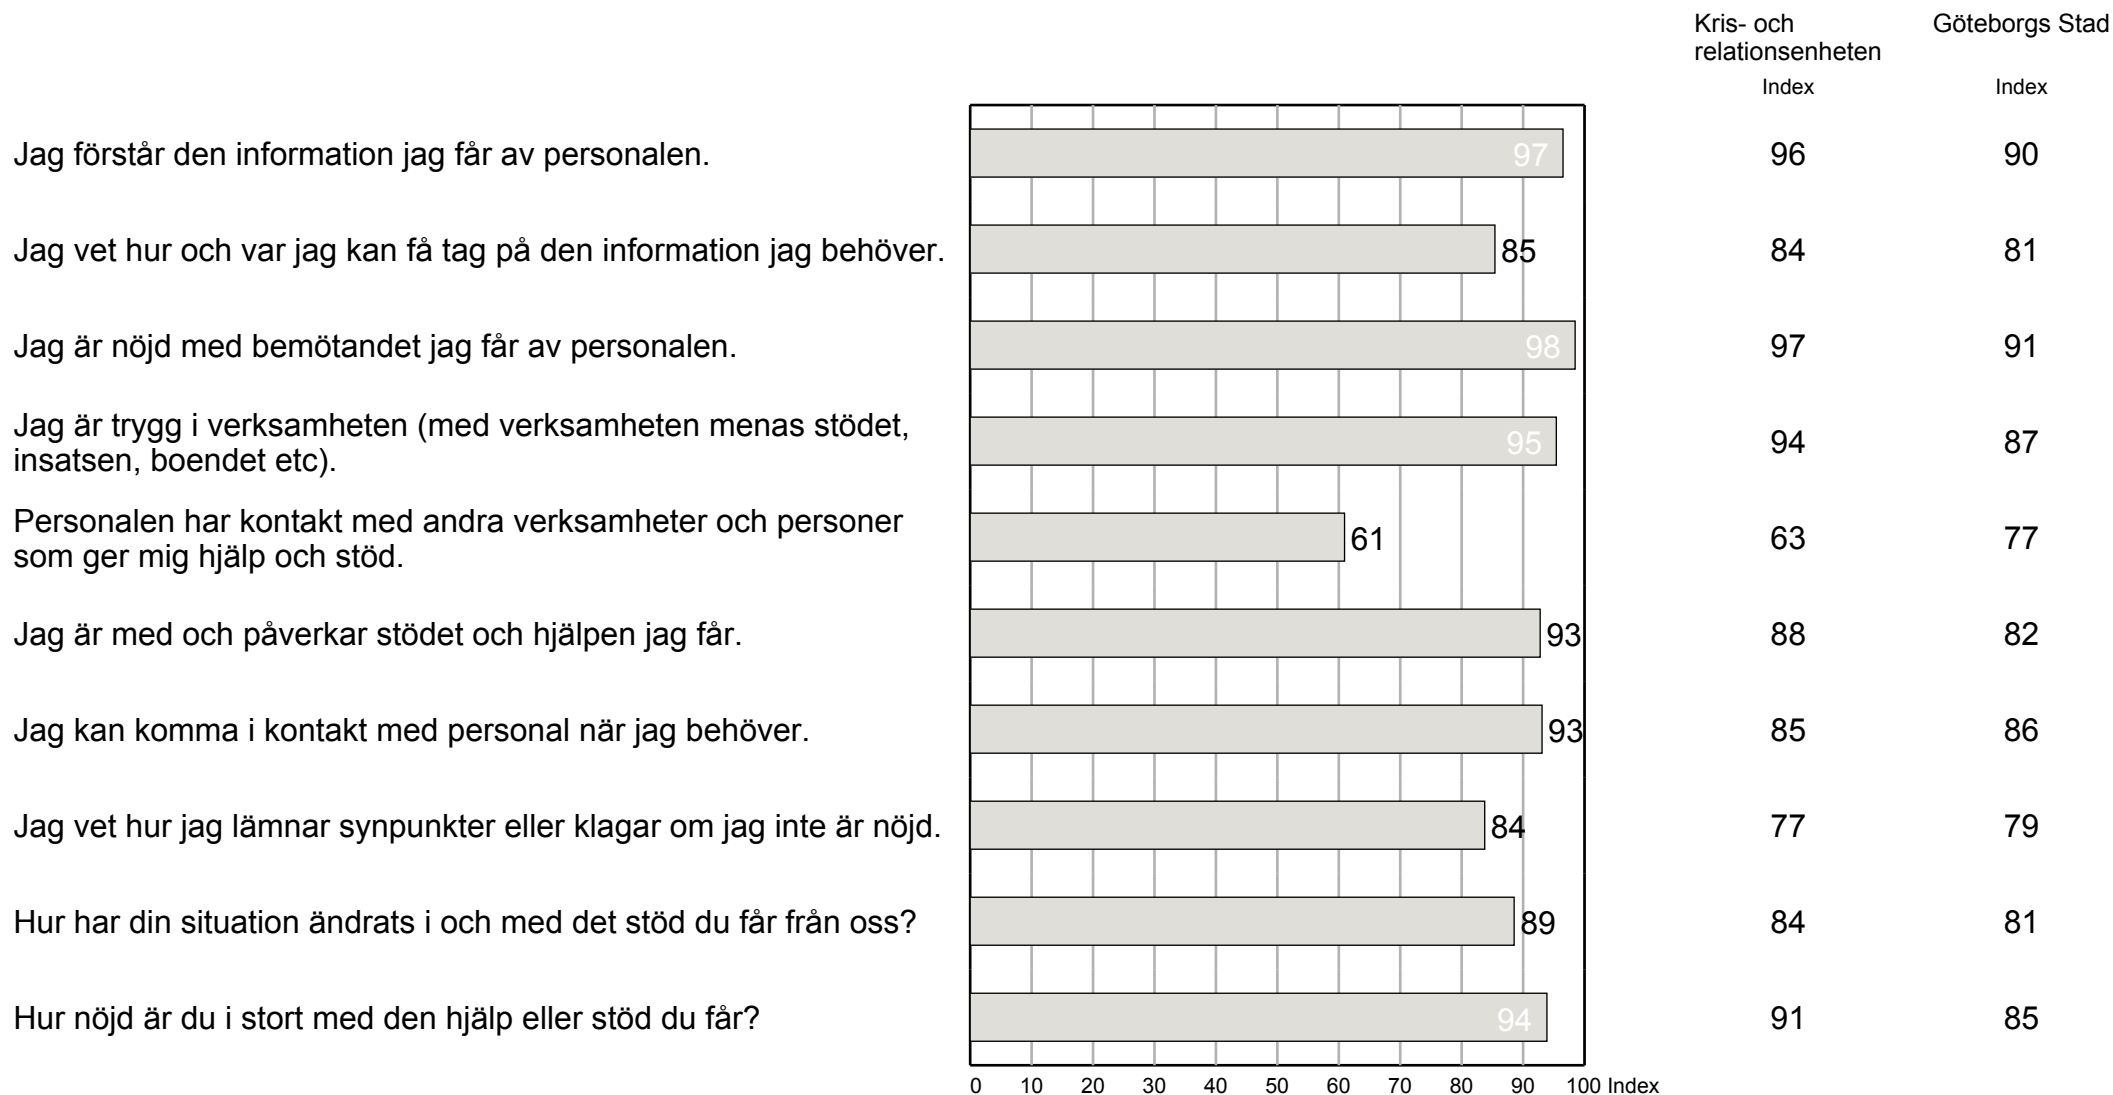 Kris- och Göteborgs Stad
relationsenheten
Index Index
Jag förstår den information jag får av personalen. 97 96 90
Jag vet hur och var jag kan få tag på den information jag behöver. 85 84 81
Jag är nöjd med bemötandet jag får av personalen. 98 97 91
Jag är trygg i verksamheten (med verksamheten menas stödet,
insatsen, boendet etc). 95 94 87
Personalen har kontakt med andra verksamheter och personer
som ger mig hjälp och stöd. 61 63 77
Jag är med och påverkar stödet och hjälpen jag får. 93 88 82
Jag kan komma i kontakt med personal när jag behöver. 93 85 86
Jag vet hur jag lämnar synpunkter eller klagar om jag inte är nöjd. 84 77 79
Hur har din situation ändrats i och med det stöd du får från oss? 89 84 81
Hur nöjd är du i stort med den hjälp eller stöd du får? 94 91 85
0 10 20 30 40 50 60 70 80 90 100 Index